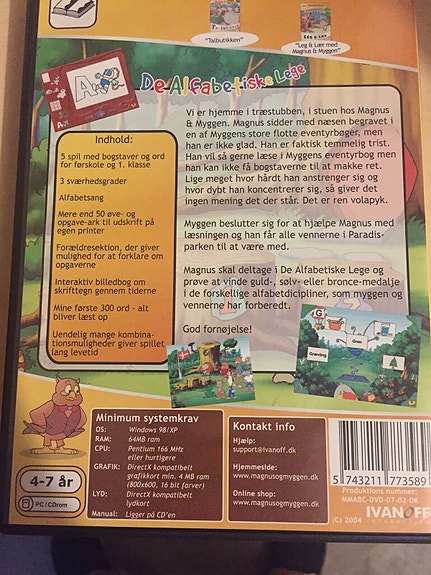 "Talbutikken"
"Leg & Lær med
Magnus & Myggen"
De Alfabetiske Lege
Vi er hjemme i træstubben, i stuen hos Magnus
& Myggen. Magnus sidder med næsen begravet i
en af Myggens store flotte eventyrbøger, men
han er ikke glad. Han er faktisk temmelig trist.
Han vil så gerne læse i Myggens eventyrbog men
han kan ikke få bogstaverne til at makke ret.
Lige meget hvor hårdt han anstrenger sig og
hvor dybt han koncentrerer sig, så giver det
ingen mening det der står. Det er ren volapyk.
Myggen beslutter sig for at hjælpe Magnus med
læsningen og han får alle vennerne i Paradis-
parken til at være med.
Magnus skal deltage i De Alfabetiske Lege og
prøve at vinde guld-, sølv- eller bronce-medalje
i de forskellige alfabetdicipliner, som myggen og
vennerne har forberedt.
God fornøjelse!
Indhold:
5 spil med bogstaver og ord
for førskole og 1. klasse
3 sværhedsgrader
Alfabetsang
Mere end 50 øve- og
opgave-ark til udskrift på
egen printer
Forældresektion, der giver
mulighed for at forklare om
opgaverne
Interaktiv billedbog om
skrifttegn gennem tiderne
Mine første 300 ord - alt
bliver læst op
Uendelig mange kombina-
tionsmuligheder giver spillet
lang levetid
G
Gran
Grævling
4-7 år
PC/CDrom
Minimum systemkrav
OS: Windows 98/XP
RAM: 64MB ram
CPU: Pentium 166 MHz
eller hurtigere
GRAFIK: DirectX kompatibelt
grafikkort min. 4 MB ram
(800x600, 16 bit farver)
LYD: DirectX kompatibelt
lydkort
Manual: Ligger på CD'en
Kontakt info
Hjælp:
support@ivanoff.dk
Hjemmeside:
www.magnusogmyggen.dk
Online shop:
www.magnusogmyggen.dk
5 743211 773589
Produktions nummer:
MMABC-DVD-07-02-DK
(C) 2004
IVANOFF
INTERACTIVE